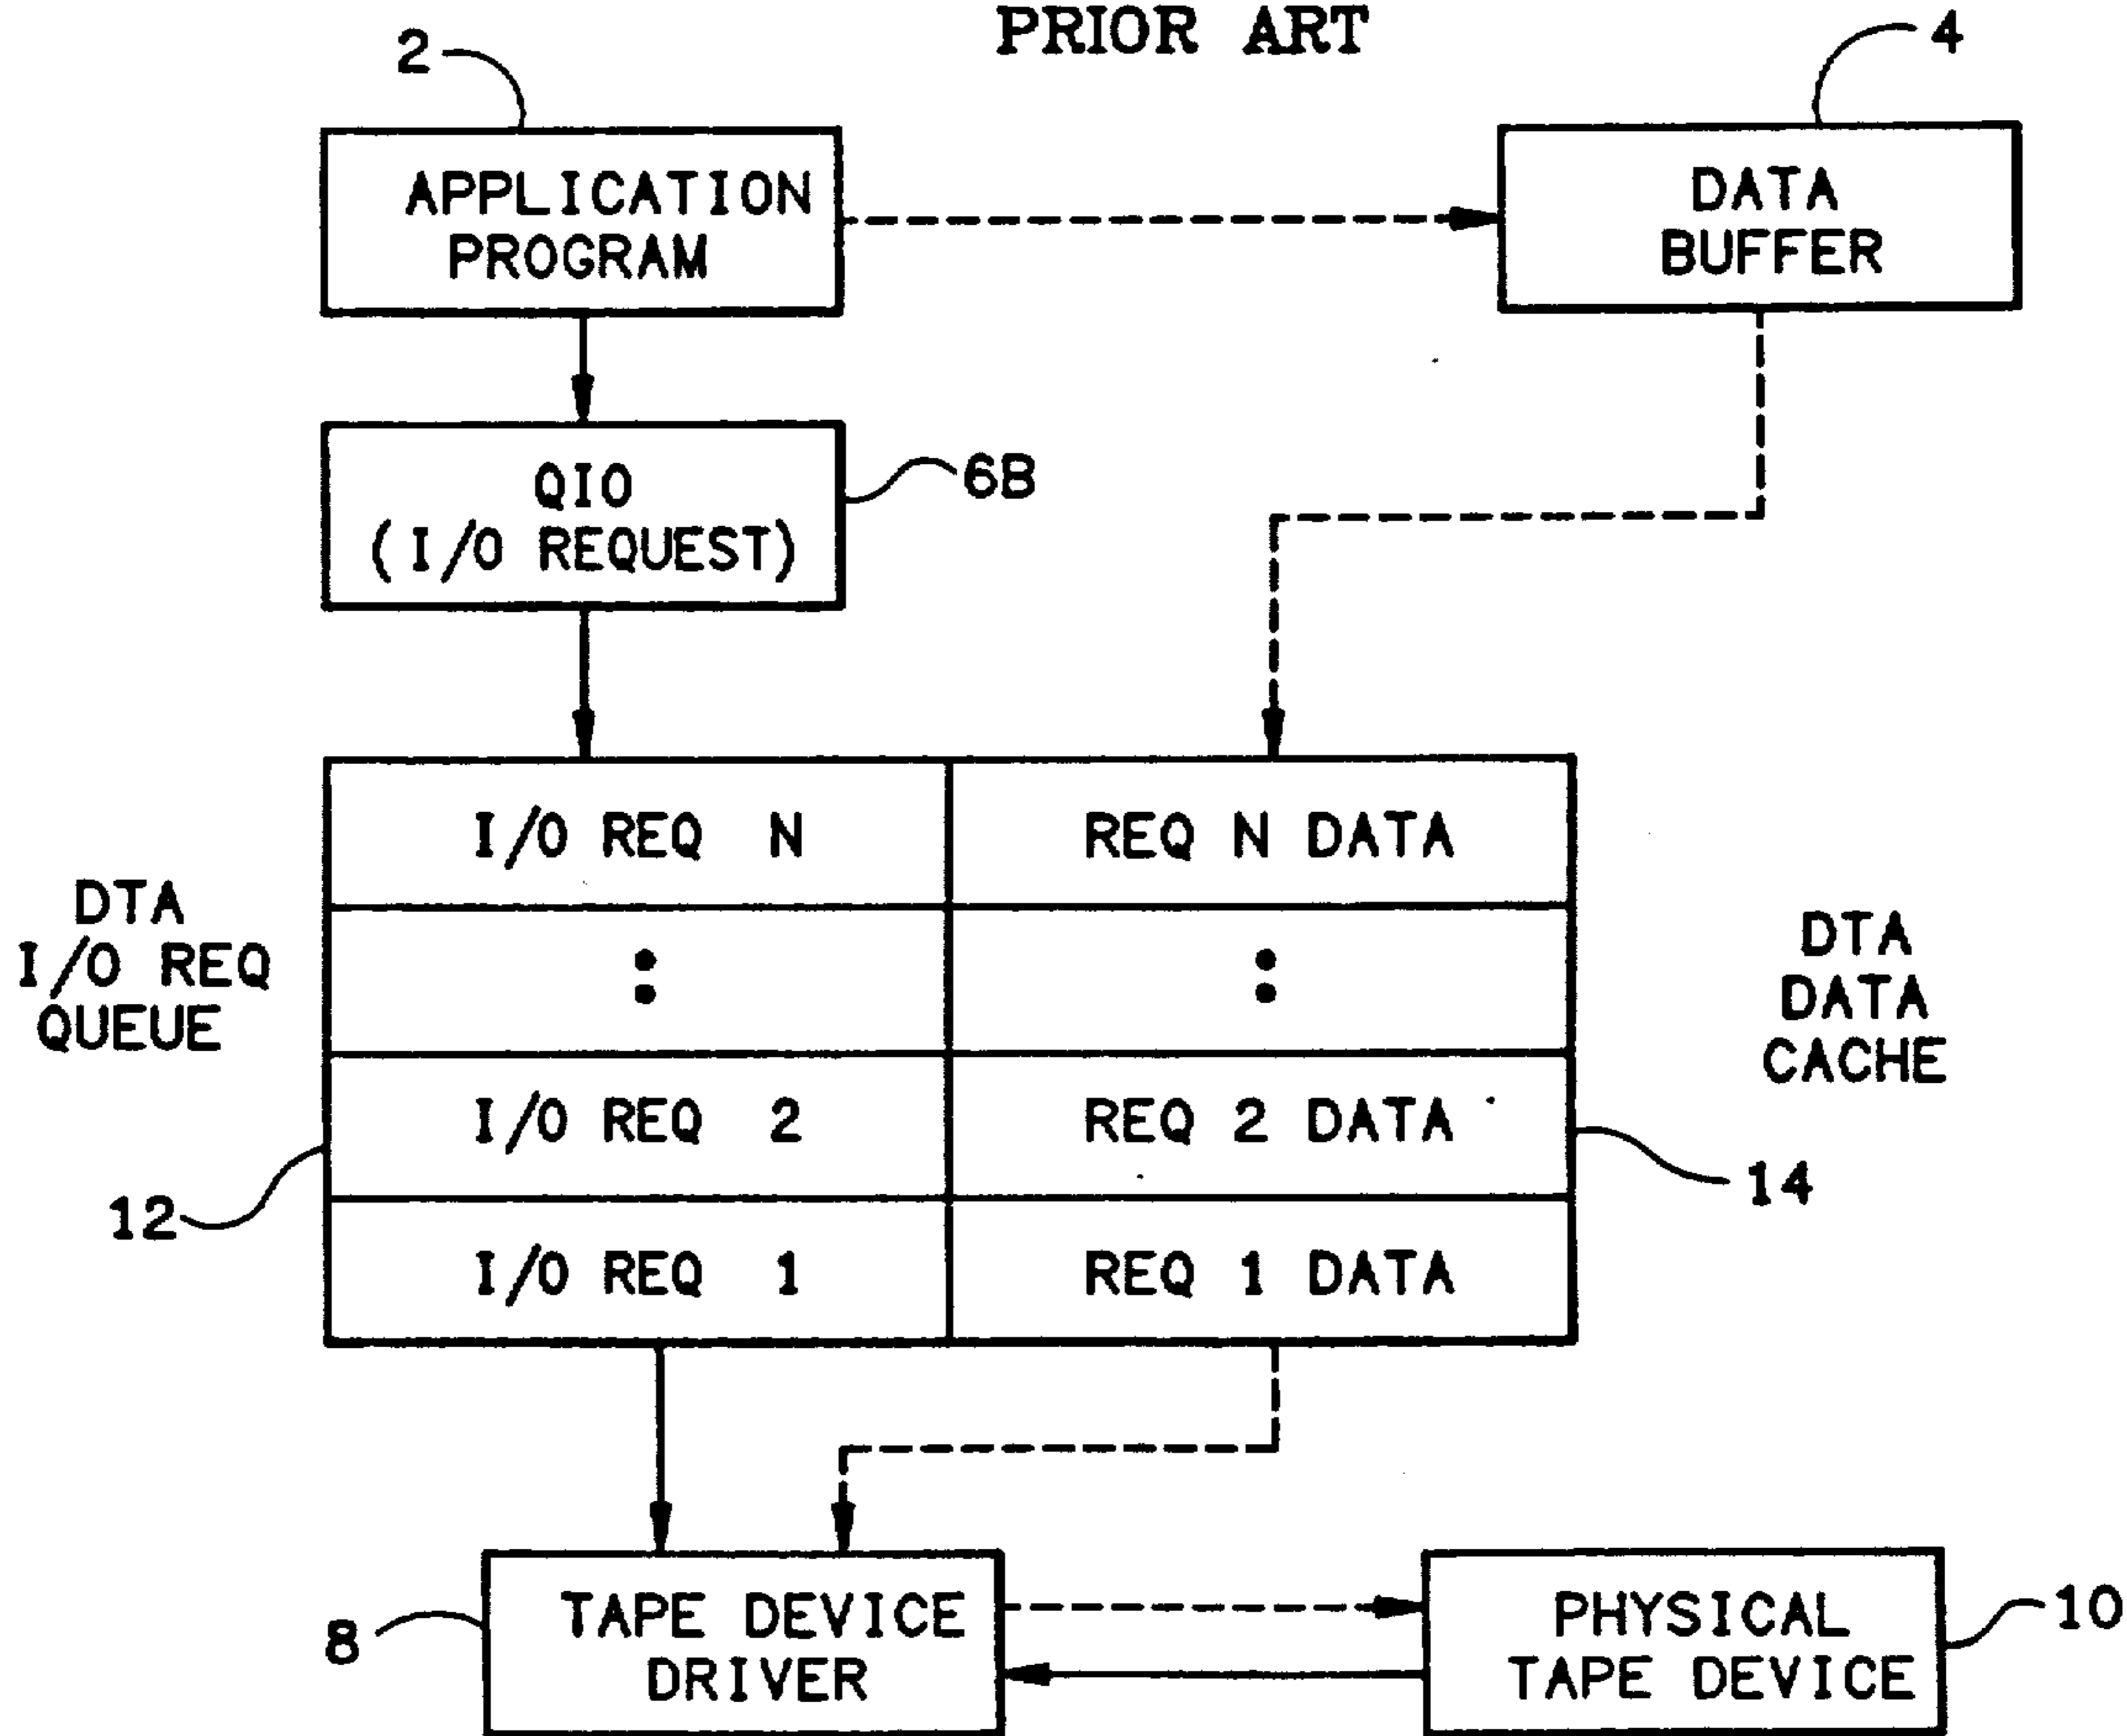 PRIOR ART
2
4
APPLICATION
PROGRAM
DATA
BUFFER
QIO
(I/O REQUEST)
6B
I/O REQ N
REQ N DATA
DTA
I/O REQ
QUEUE
:
:
DTA
DATA
CACHE
I/O REQ 2
REQ 2 DATA
12
14
I/O REQ 1
REQ 1 DATA
8
TAPE DEVICE
DRIVER
PHYSICAL
TAPE DEVICE
10